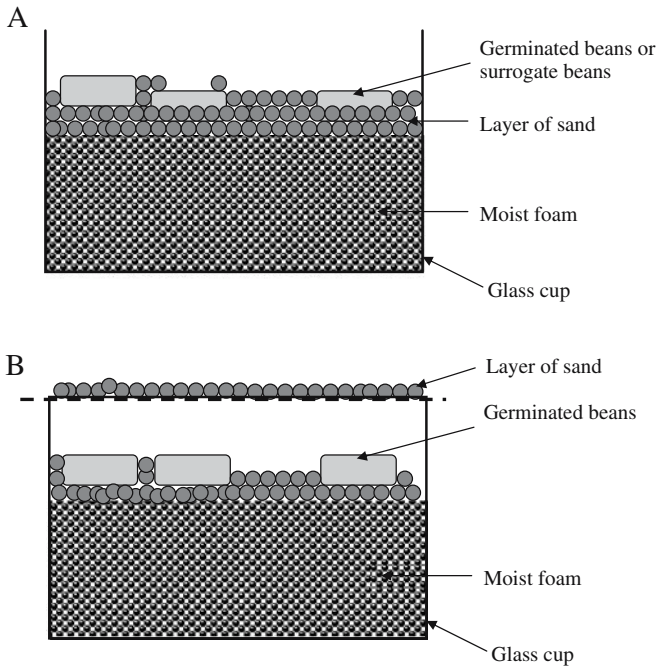 A
Germinated beans or
surrogate beans
Layer of sand
Moist foam
Glass cup
B
Layer of sand
Germinated beans
Moist foam
Glass cup